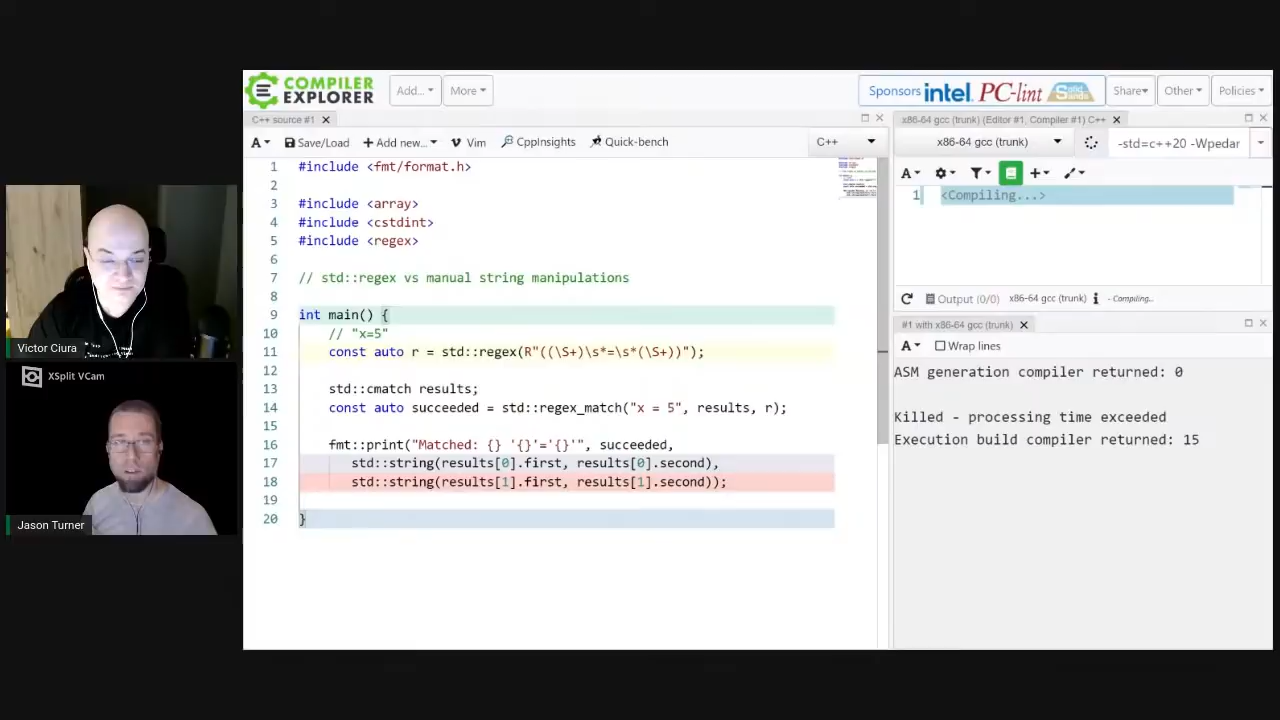 COMPILER
EXPLORER
Add...
More
Sponsors intel. PC-lint Solid Sands
Share
Other
Policies
C++ source #1
A
Save/Load
Add new...
Vim
CppInsights
Quick-bench
C++
1 #include <fmt/format.h>
2
3 #include <array>
4 #include <cstdint>
5 #include <regex>
6
7 // std::regex vs manual string manipulations
8
9 int main() {
10 // "x=5"
11 const auto r = std::regex(R"((\S+)\s*=\s*(\S+))");
12
13 std::cmatch results;
14 const auto succeeded = std::regex_match("x = 5", results, r);
15
16 fmt::print("Matched: {} '{}'='{}'", succeeded,
17 std::string(results[0].first, results[0].second),
18 std::string(results[1].first, results[1].second));
19
20 }
x86-64 gcc (trunk) (Editor #1, Compiler #1) C++
x86-64 gcc (trunk)
-std=c++20 -Wpedar
A
1 <Compiling...>
Output (0/0) x86-64 gcc (trunk) i - Compiling...
#1 with x86-64 gcc (trunk)
A Wrap lines
ASM generation compiler returned: 0
Killed - processing time exceeded
Execution build compiler returned: 15
Victor Ciura
XSplit VCam
Jason Turner